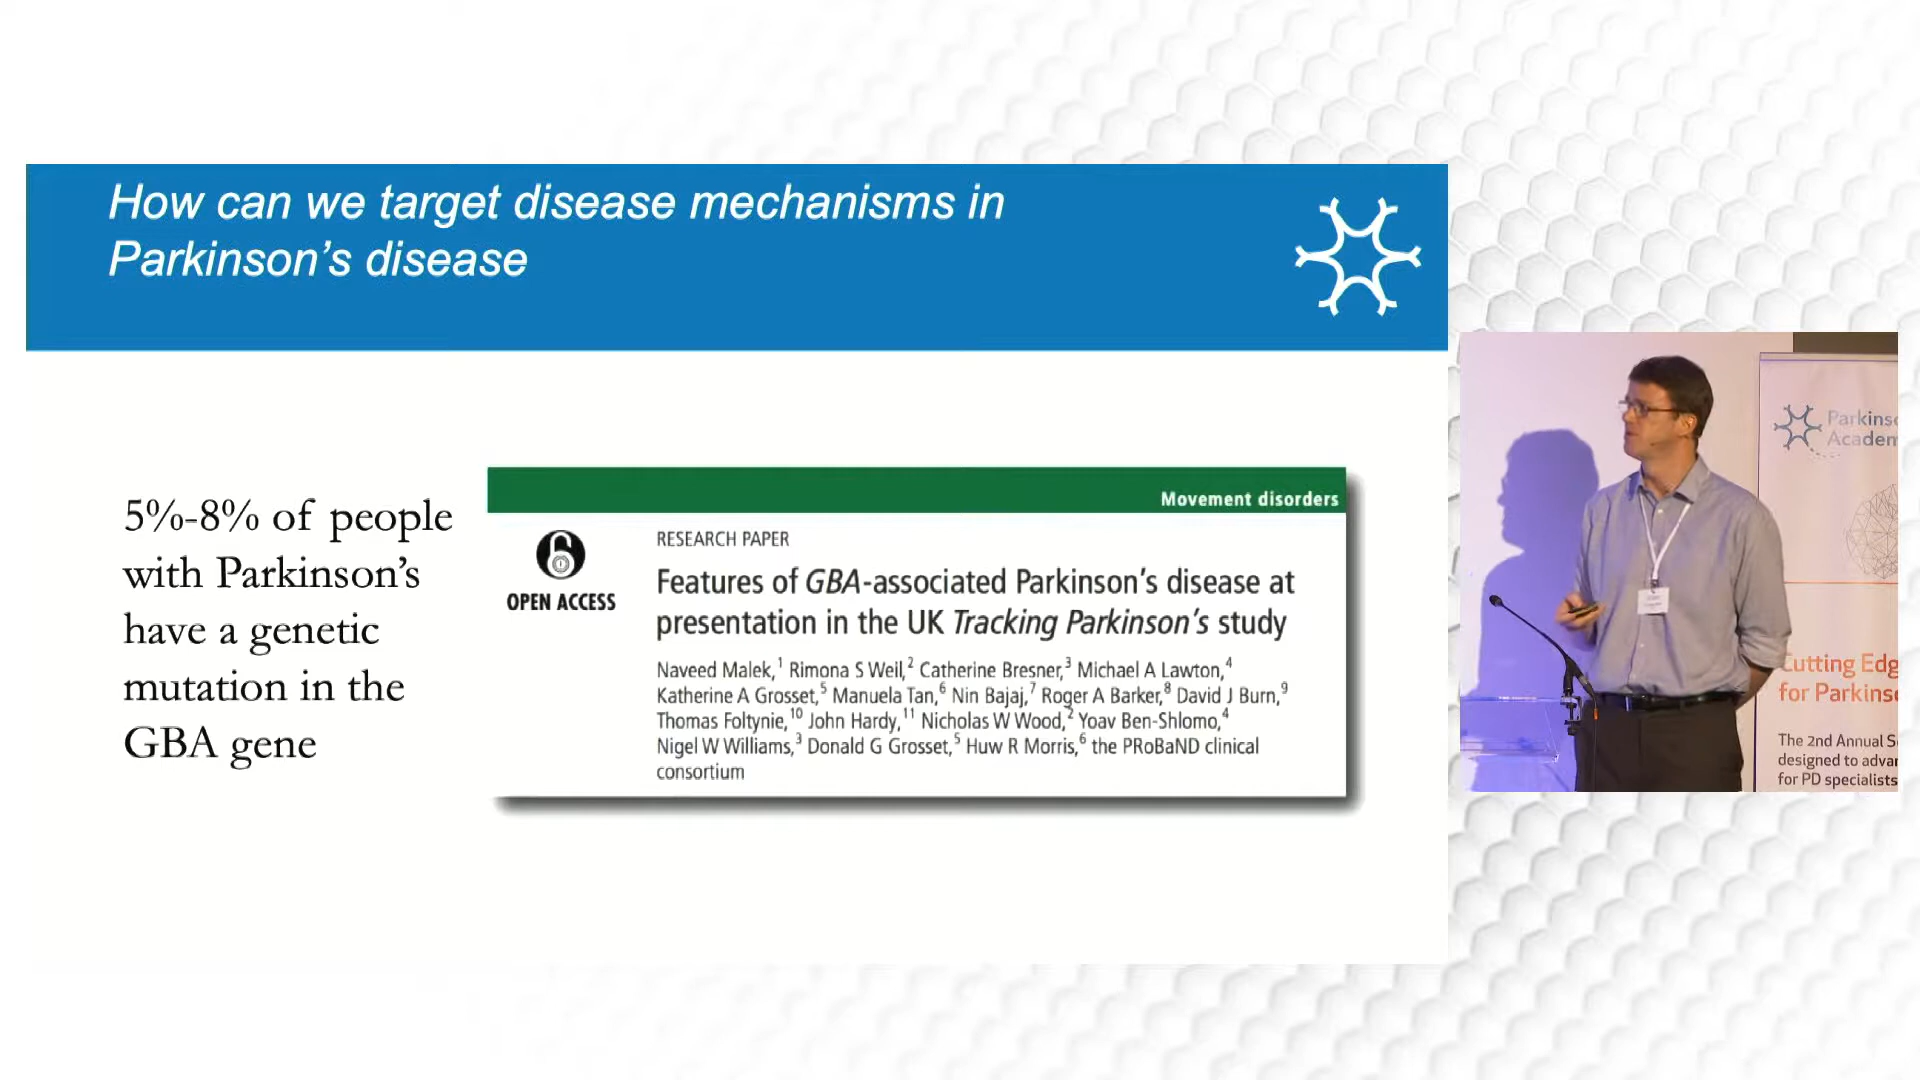 How can we target disease mechanisms in
Parkinson's disease
5%-8% of people
with Parkinson's
have a genetic
mutation in the
GBA gene
Movement disorders
OPEN ACCESS
RESEARCH PAPER
Features of GBA-associated Parkinson's disease at
presentation in the UK Tracking Parkinson's study
Naveed Malek,1 Rimona S Weil,2 Catherine Bresner,3 Michael A Lawton,4
Katherine A Grosset,5 Manuela Tan,6 Nin Bajaj,7 Roger A Barker,8 David J Burn,9
Thomas Foltynie,10 John Hardy,11 Nicholas W Wood,2 Yoav Ben-Shlomo,4
Nigel W Williams,3 Donald G Grosset,5 Huw R Morris,6 the PRoBaND clinical
consortium
Parkins
Academ
Cutting Edg
for Parkins
The 2nd Annual S
designed to advan
for PD specialists